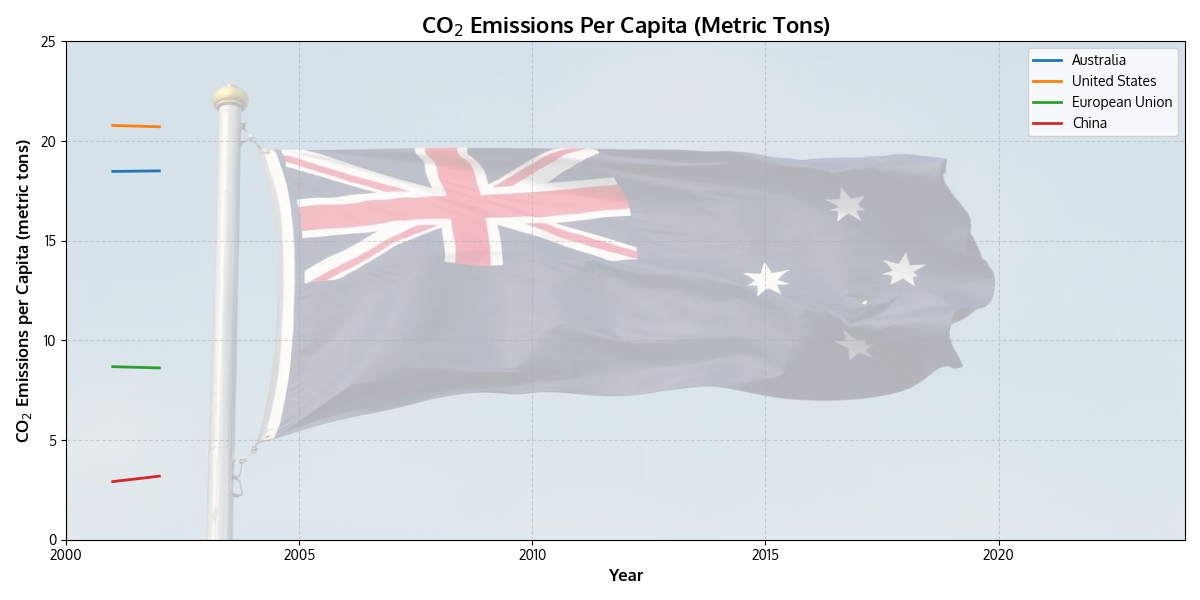 CO₂ Emissions Per Capita (Metric Tons)
CO₂ Emissions per Capita (metric tons)
25
20
15
10
5
0
Australia
United States
European Union
China
2000 2005 2010 2015 2020
Year